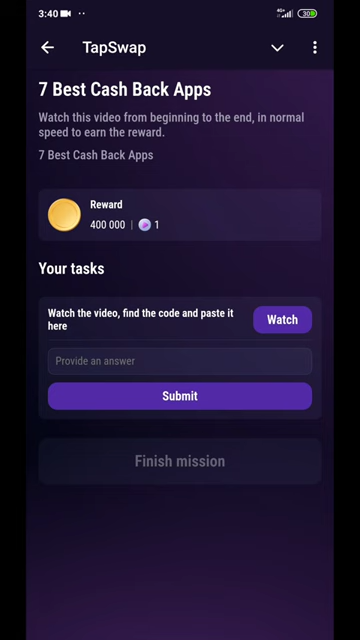 3:40
4G+
30
TapSwap
7 Best Cash Back Apps
Watch this video from beginning to the end, in normal
speed to earn the reward.
7 Best Cash Back Apps
Reward
400 000 | 1
Your tasks
Watch the video, find the code and paste it
here
Watch
Provide an answer
Submit
Finish mission